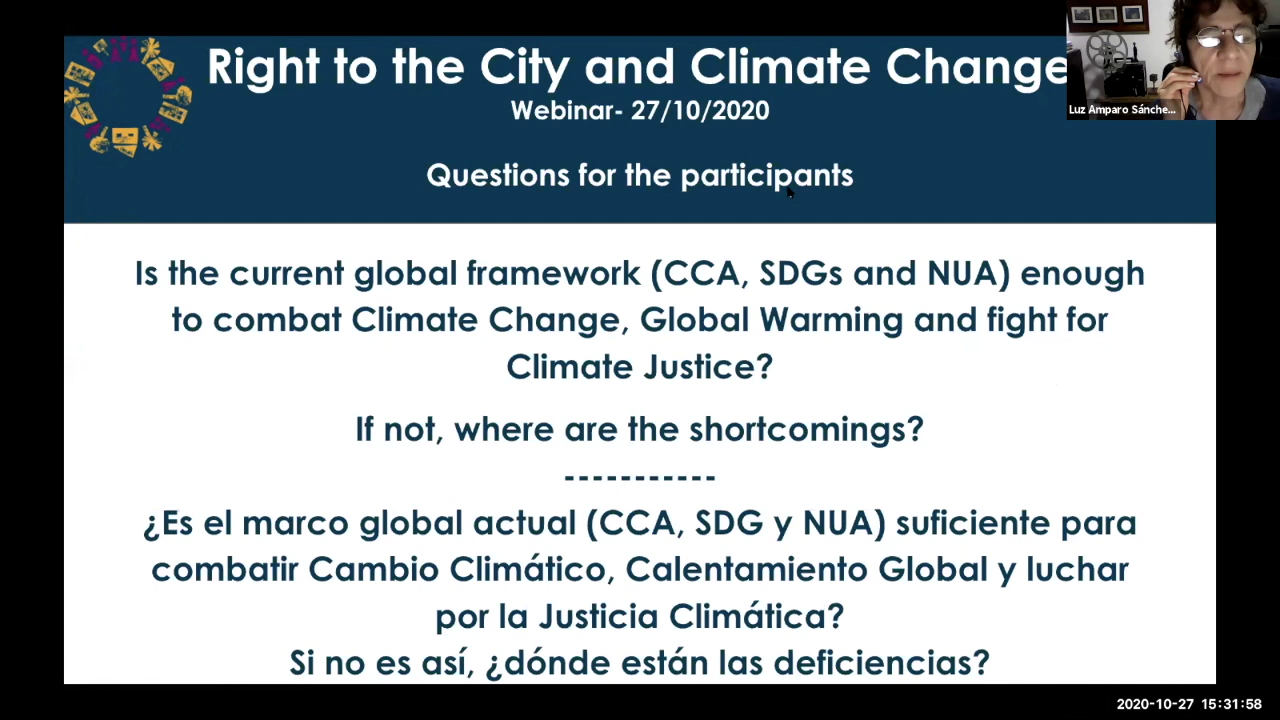 Right to the City and Climate Change
Webinar- 27/10/2020
Luz Amparo Sánche...
Questions for the participants
Is the current global framework (CCA, SDGs and NUA) enough
to combat Climate Change, Global Warming and fight for
Climate Justice?
If not, where are the shortcomings?
-----------
¿Es el marco global actual (CCA, SDG y NUA) suficiente para
combatir Cambio Climático, Calentamiento Global y luchar
por la Justicia Climática?
Si no es así, ¿dónde están las deficiencias?
2020-10-27 15:31:58